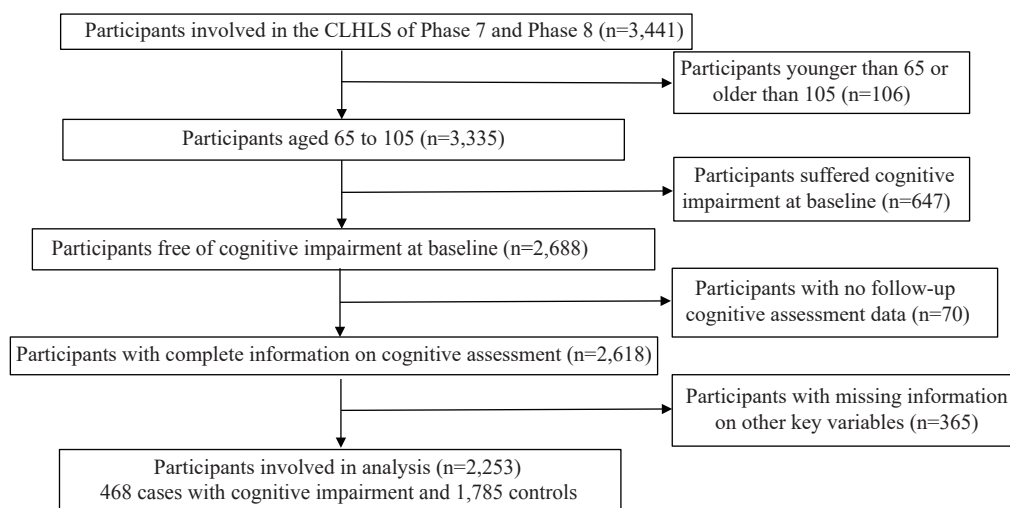 Participants involved in the CLHLS of Phase 7 and Phase 8 (n=3,441)
Participants younger than 65 or
older than 105 (n=106)
Participants aged 65 to 105 (n=3,335)
Participants suffered cognitive
impairment at baseline (n=647)
Participants free of cognitive impairment at baseline (n=2,688)
Participants with no follow-up
cognitive assessment data (n=70)
Participants with complete information on cognitive assessment (n=2,618)
Participants with missing information
on other key variables (n=365)
Participants involved in analysis (n=2,253)
468 cases with cognitive impairment and 1,785 controls